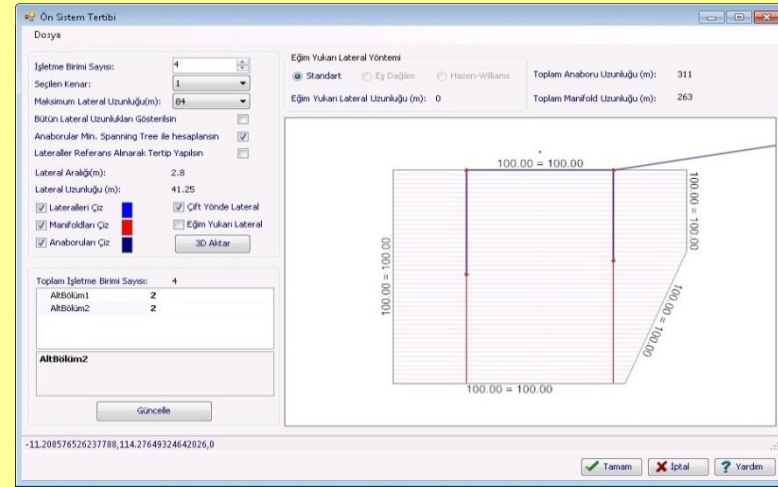 Ön Sistem Tertibi
Dosya
İşletme Birimi Sayısı: 4
Seçilen Kenar: 1
Maksimum Lateral Uzunluğu(m): 84
Bütün Lateral Uzunlukları Gösterilsin
Anaborular Min. Spanning Tree ile hesaplansın
Lateraller Referans Alınarak Tertip Yapılsın
Lateral Aralığı(m): 2.8
Lateral Uzunluğu (m): 41.25
Lateralleri Çiz
Çift Yönde Lateral
Manifoldları Çiz
Eğim Yukarı Lateral
Anaboruları Çiz
3D Aktar
Toplam İşletme Birimi Sayısı: 4
AltBölüm1 2
AltBölüm2 2
AltBölüm2
Güncelle
Eğim Yukarı Lateral Yöntemi
Standart
Eş Dağılım
Hazen-Williams
Eğim Yukarı Lateral Uzunluğu (m): 0
Toplam Anaboru Uzunluğu (m): 311
Toplam Manifold Uzunluğu (m): 263
100.00 = 100.00
100.00 = 100.00
100.00 = 100.00
100.00 = 100.00
100.00 = 100.00
-11.208576526237788,114.27649324642026,0
Tamam
İptal
Yardım